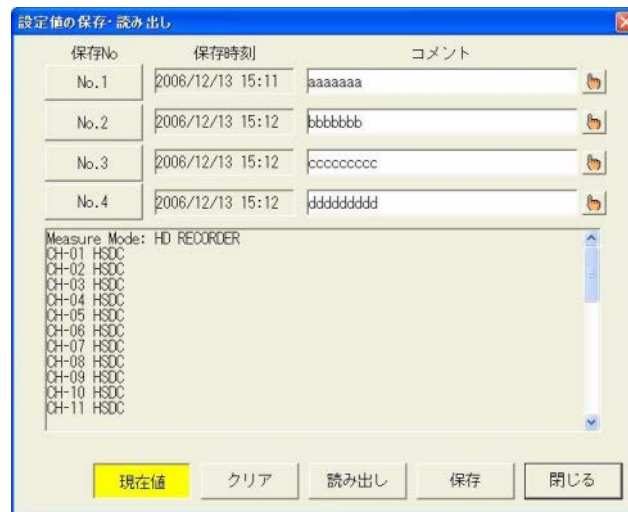 設定値の保存・読み出し
保存No 保存時刻 コメント
No.1 2006/12/13 15:11 aaaaaaa
No.2 2006/12/13 15:12 bbbbbbb
No.3 2006/12/13 15:12 ccccccccc
No.4 2006/12/13 15:12 ddddddddd
Measure Mode: HD RECORDER
CH-01 HSDC
CH-02 HSDC
CH-03 HSDC
CH-04 HSDC
CH-05 HSDC
CH-06 HSDC
CH-07 HSDC
CH-08 HSDC
CH-09 HSDC
CH-10 HSDC
CH-11 HSDC
現在値 クリア 読み出し 保存 閉じる